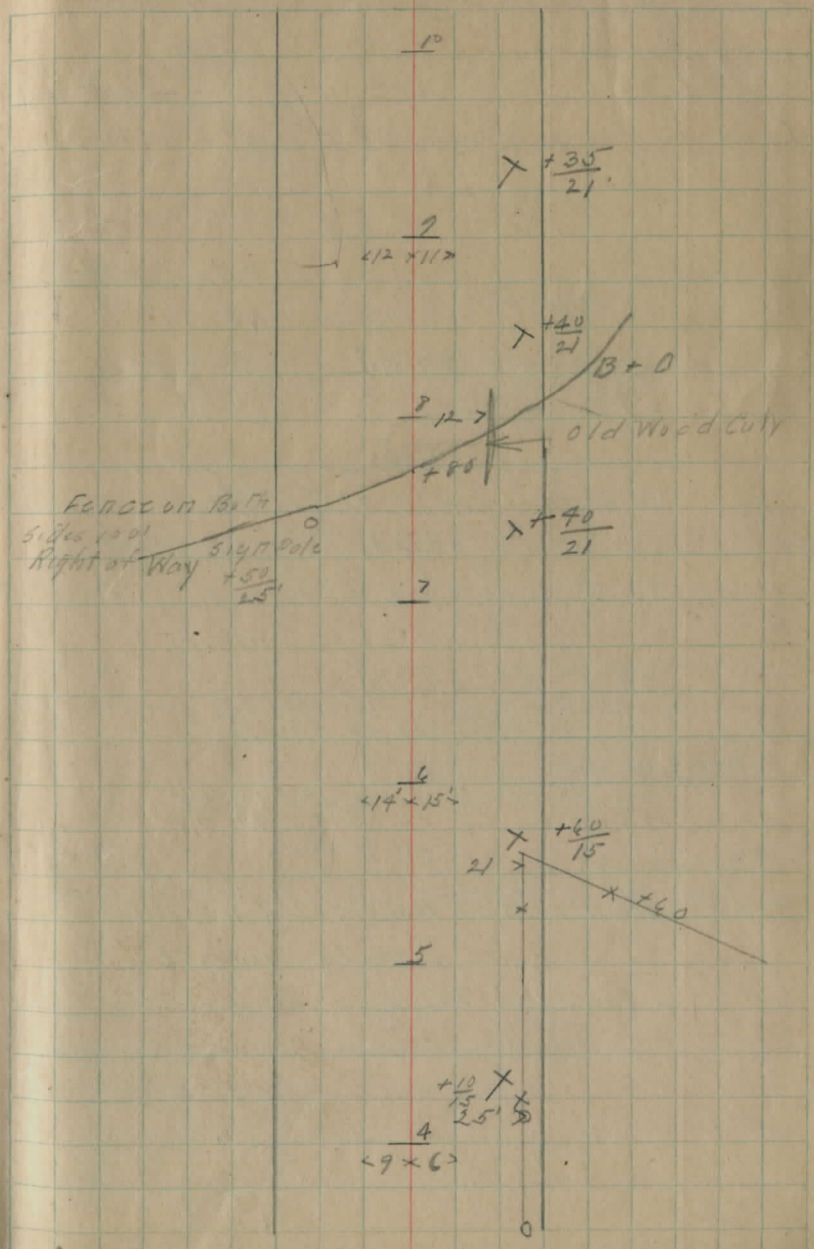 10
+35
21'
9
<12 × 11>
+40
21
B + O
8 12>
Old Wood Culv
+80
Fence on Both
Sides 100'
Right of Way
Sign Pole
+50
25'
+40
21
7
6
<14' × 15'>
+60
15
21
+60
5
+10
15
25'
4
<9 × 6>
0